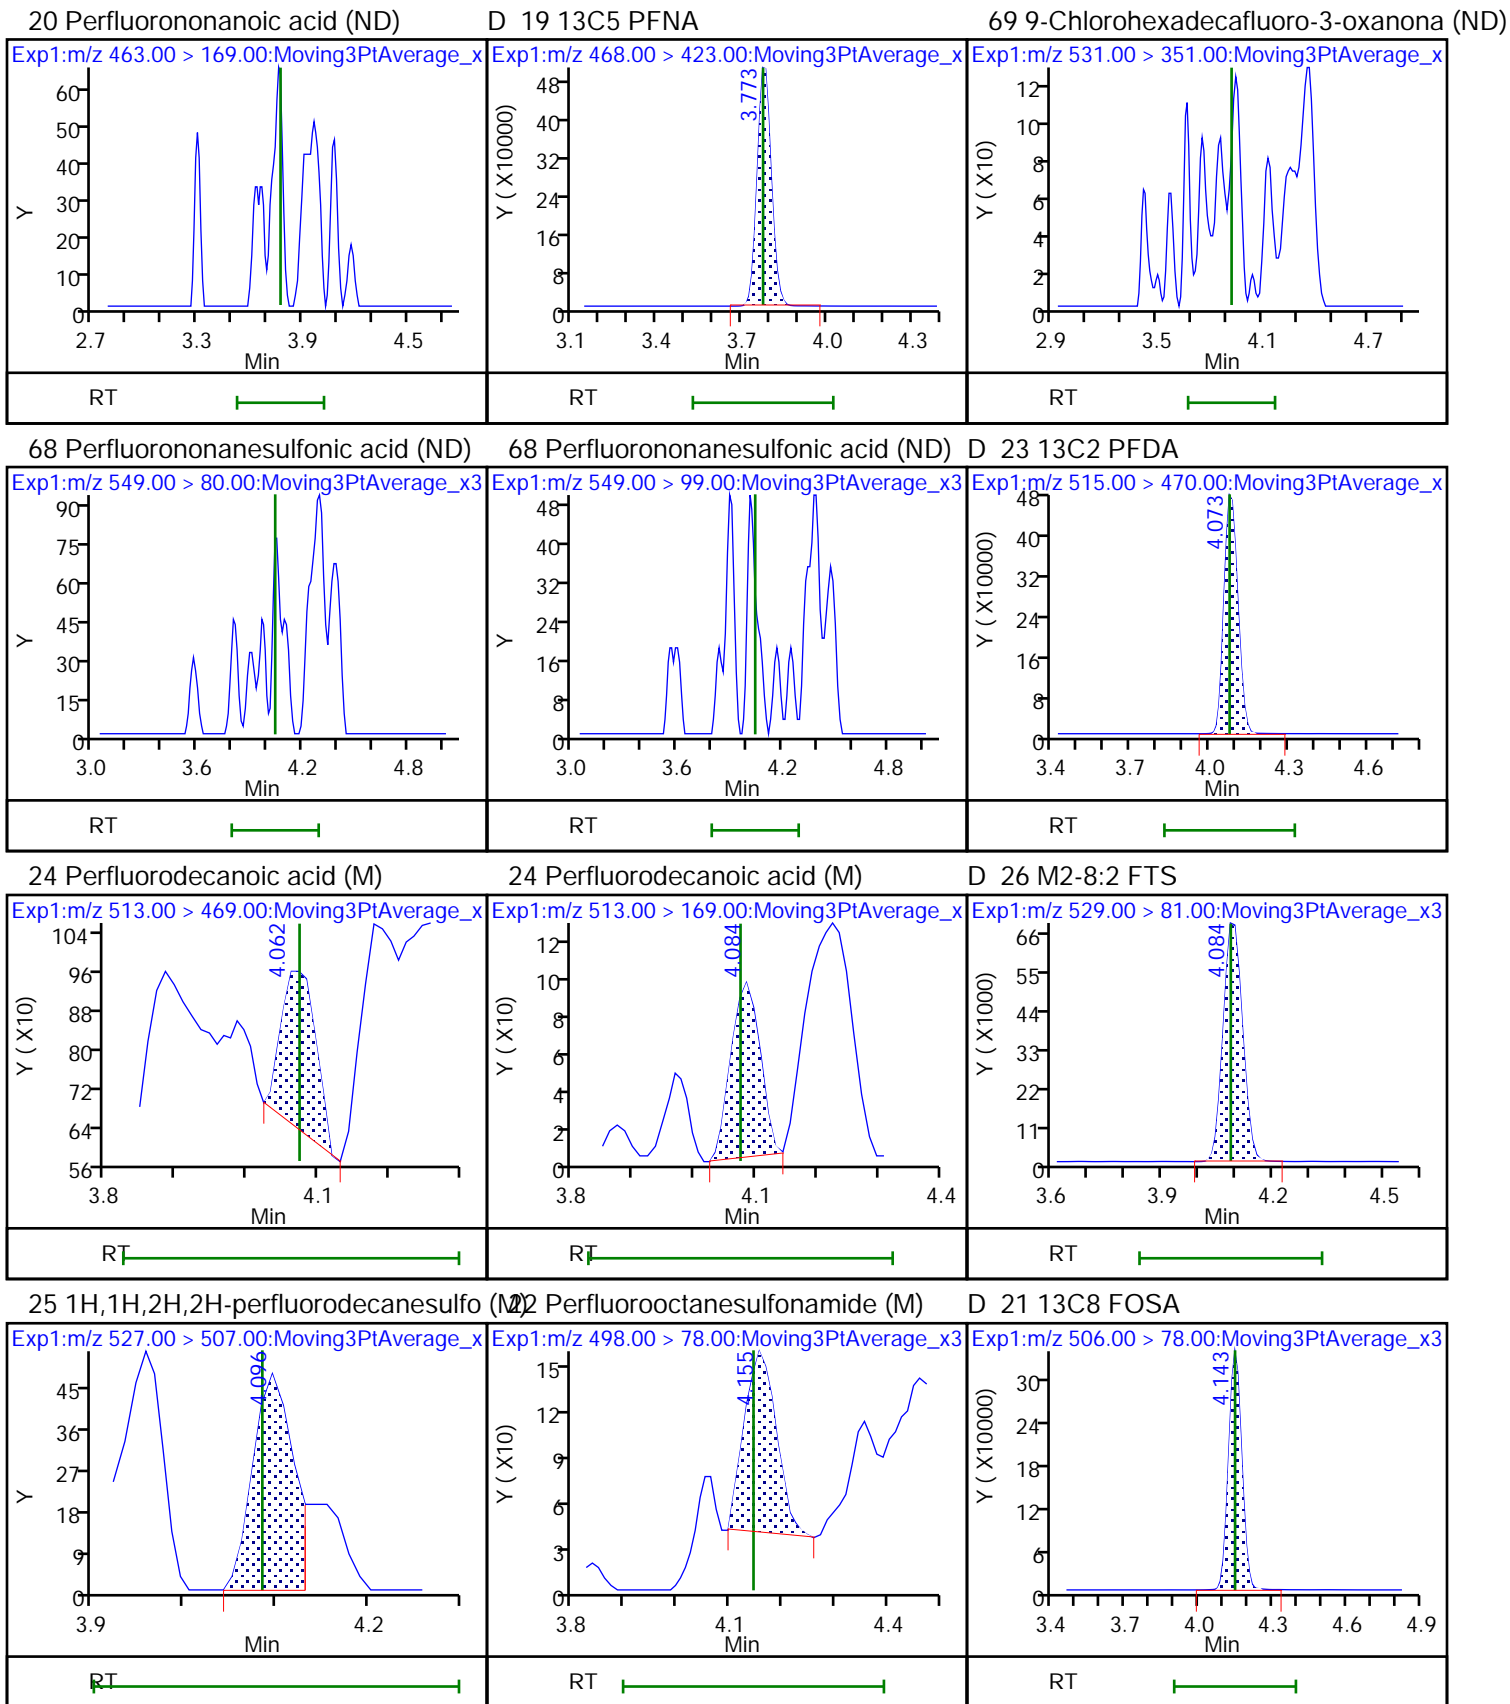 20 Perfluorononanoic acid (ND)
Exp1:m/z 463.00 > 169.00:Moving3PtAverage_x
Y
60
50
40
30
20
10
0
2.7 3.3 3.9 4.5
Min
RT
D 19 13C5 PFNA
Exp1:m/z 468.00 > 423.00:Moving3PtAverage_x
Y ( X10000)
48
40
32
24
16
8
0
3.773
3.1 3.4 3.7 4.0 4.3
Min
RT
69 9-Chlorohexadecafluoro-3-oxanona (ND)
Exp1:m/z 531.00 > 351.00:Moving3PtAverage_x
Y ( X10)
12
10
8
6
4
2
0
2.9 3.5 4.1 4.7
Min
RT
68 Perfluorononanesulfonic acid (ND)
Exp1:m/z 549.00 > 80.00:Moving3PtAverage_x3
Y
90
75
60
45
30
15
0
3.0 3.6 4.2 4.8
Min
RT
68 Perfluorononanesulfonic acid (ND)
Exp1:m/z 549.00 > 99.00:Moving3PtAverage_x3
Y
48
40
32
24
16
8
0
3.0 3.6 4.2 4.8
Min
RT
D 23 13C2 PFDA
Exp1:m/z 515.00 > 470.00:Moving3PtAverage_x
Y ( X10000)
48
40
32
24
16
8
0
4.073
3.4 3.7 4.0 4.3 4.6
Min
RT
24 Perfluorodecanoic acid (M)
Exp1:m/z 513.00 > 469.00:Moving3PtAverage_x
Y ( X10)
104
96
88
80
72
64
56
4.062
3.8 4.1
Min
RT
24 Perfluorodecanoic acid (M)
Exp1:m/z 513.00 > 169.00:Moving3PtAverage_x
Y ( X10)
12
10
8
6
4
2
0
4.084
3.8 4.1 4.4
Min
RT
D 26 M2-8:2 FTS
Exp1:m/z 529.00 > 81.00:Moving3PtAverage_x3
Y ( X1000)
66
55
44
33
22
11
0
4.084
3.6 3.9 4.2 4.5
Min
RT
25 1H,1H,2H,2H-perfluorodecanesulfo (M)
Exp1:m/z 527.00 > 507.00:Moving3PtAverage_x
Y
45
36
27
18
9
0
4.096
3.9 4.2
Min
RT
22 Perfluorooctanesulfonamide (M)
Exp1:m/z 498.00 > 78.00:Moving3PtAverage_x3
Y ( X10)
15
12
9
6
3
0
4.155
3.8 4.1 4.4
Min
RT
D 21 13C8 FOSA
Exp1:m/z 506.00 > 78.00:Moving3PtAverage_x3
Y ( X10000)
30
24
18
12
6
0
4.143
3.4 3.7 4.0 4.3 4.6 4.9
Min
RT